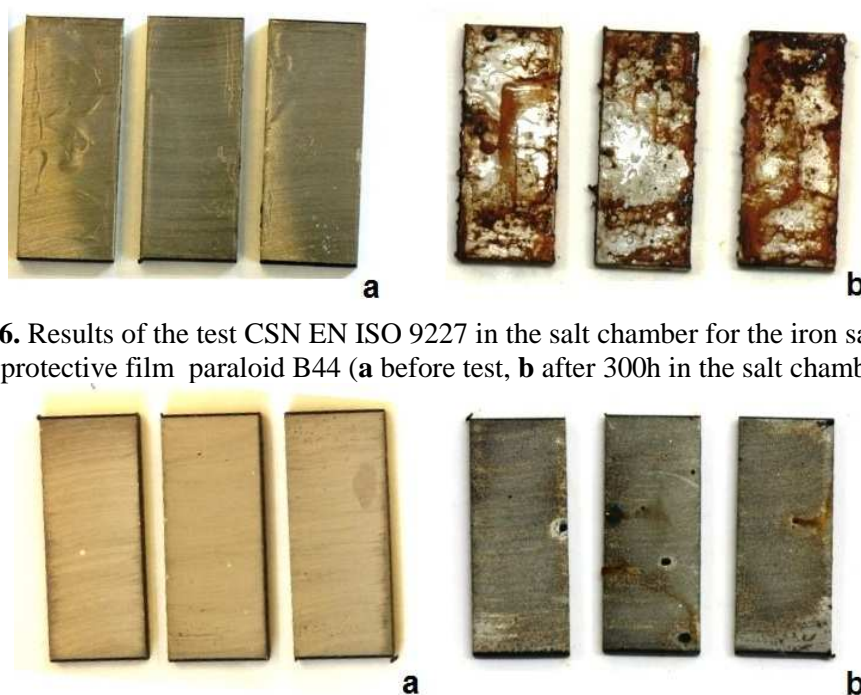 a
b
6. Results of the test CSN EN ISO 9227 in the salt chamber for the iron sa
protective film paraloid B44 (a before test, b after 300h in the salt chamb
a
b